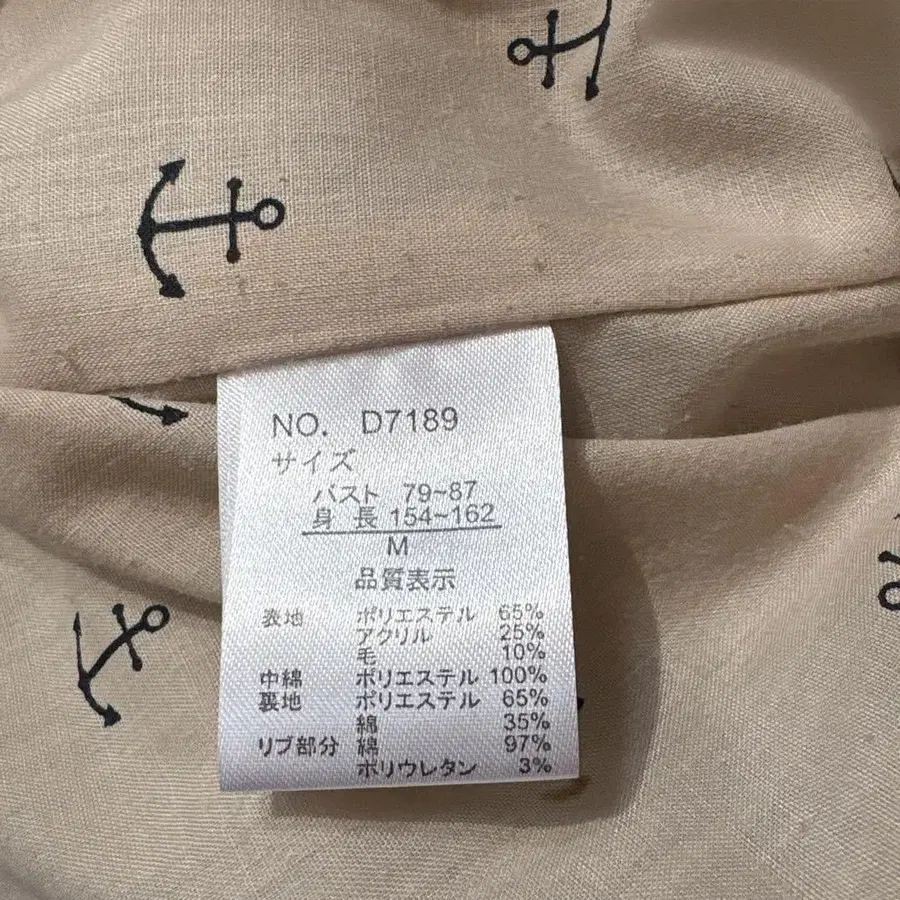 NO. D7189
サイズ
バスト 79~87
身 長 154~162
M
品質表示
表地 ポリエステル 65%
アクリル 25%
毛 10%
中綿 ポリエステル 100%
裏地 ポリエステル 65%
綿 35%
リブ部分 綿 97%
ポリウレタン 3%